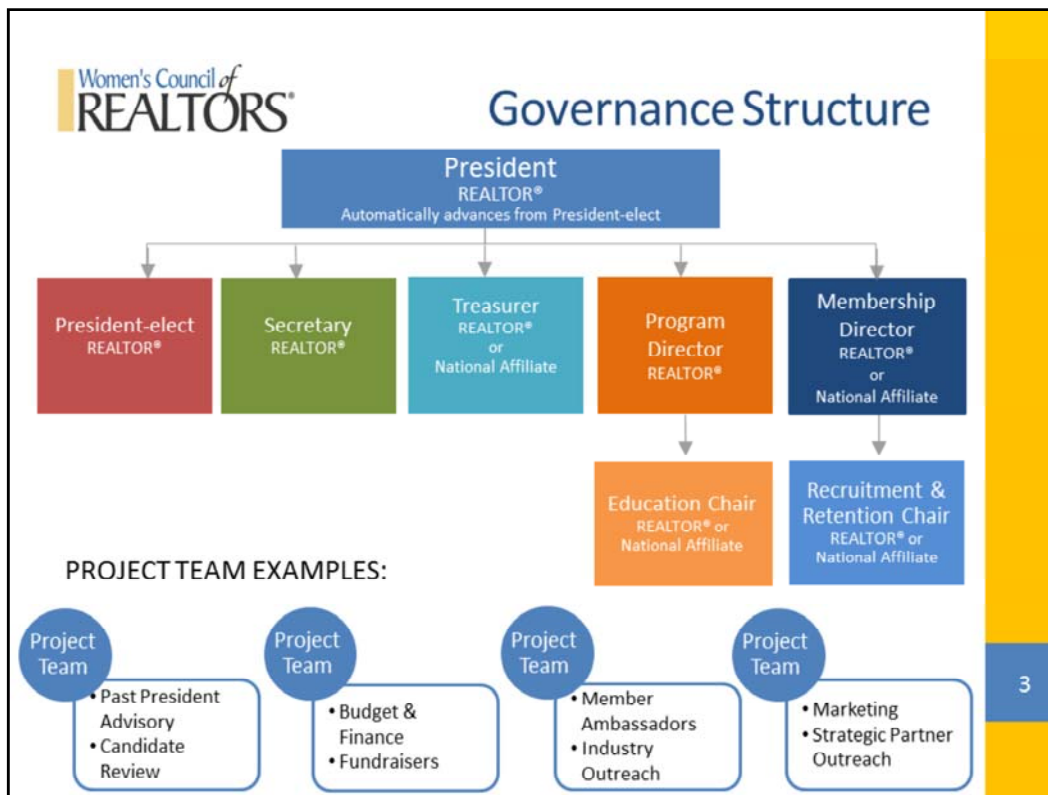 Women's Council of
REALTORS®
Governance Structure
President
REALTOR®
Automatically advances from President-elect
President-elect
REALTOR®
Secretary
REALTOR®
Treasurer
REALTOR®
or
National Affiliate
Program
Director
REALTOR®
Membership
Director
REALTOR®
or
National Affiliate
Education Chair
REALTOR® or
National Affiliate
Recruitment &
Retention Chair
REALTOR® or
National Affiliate
PROJECT TEAM EXAMPLES:
Project
Team
• Past President
Advisory
• Candidate
Review
Project
Team
• Budget &
Finance
• Fundraisers
Project
Team
• Member
Ambassadors
• Industry
Outreach
Project
Team
• Marketing
• Strategic Partner
Outreach
3